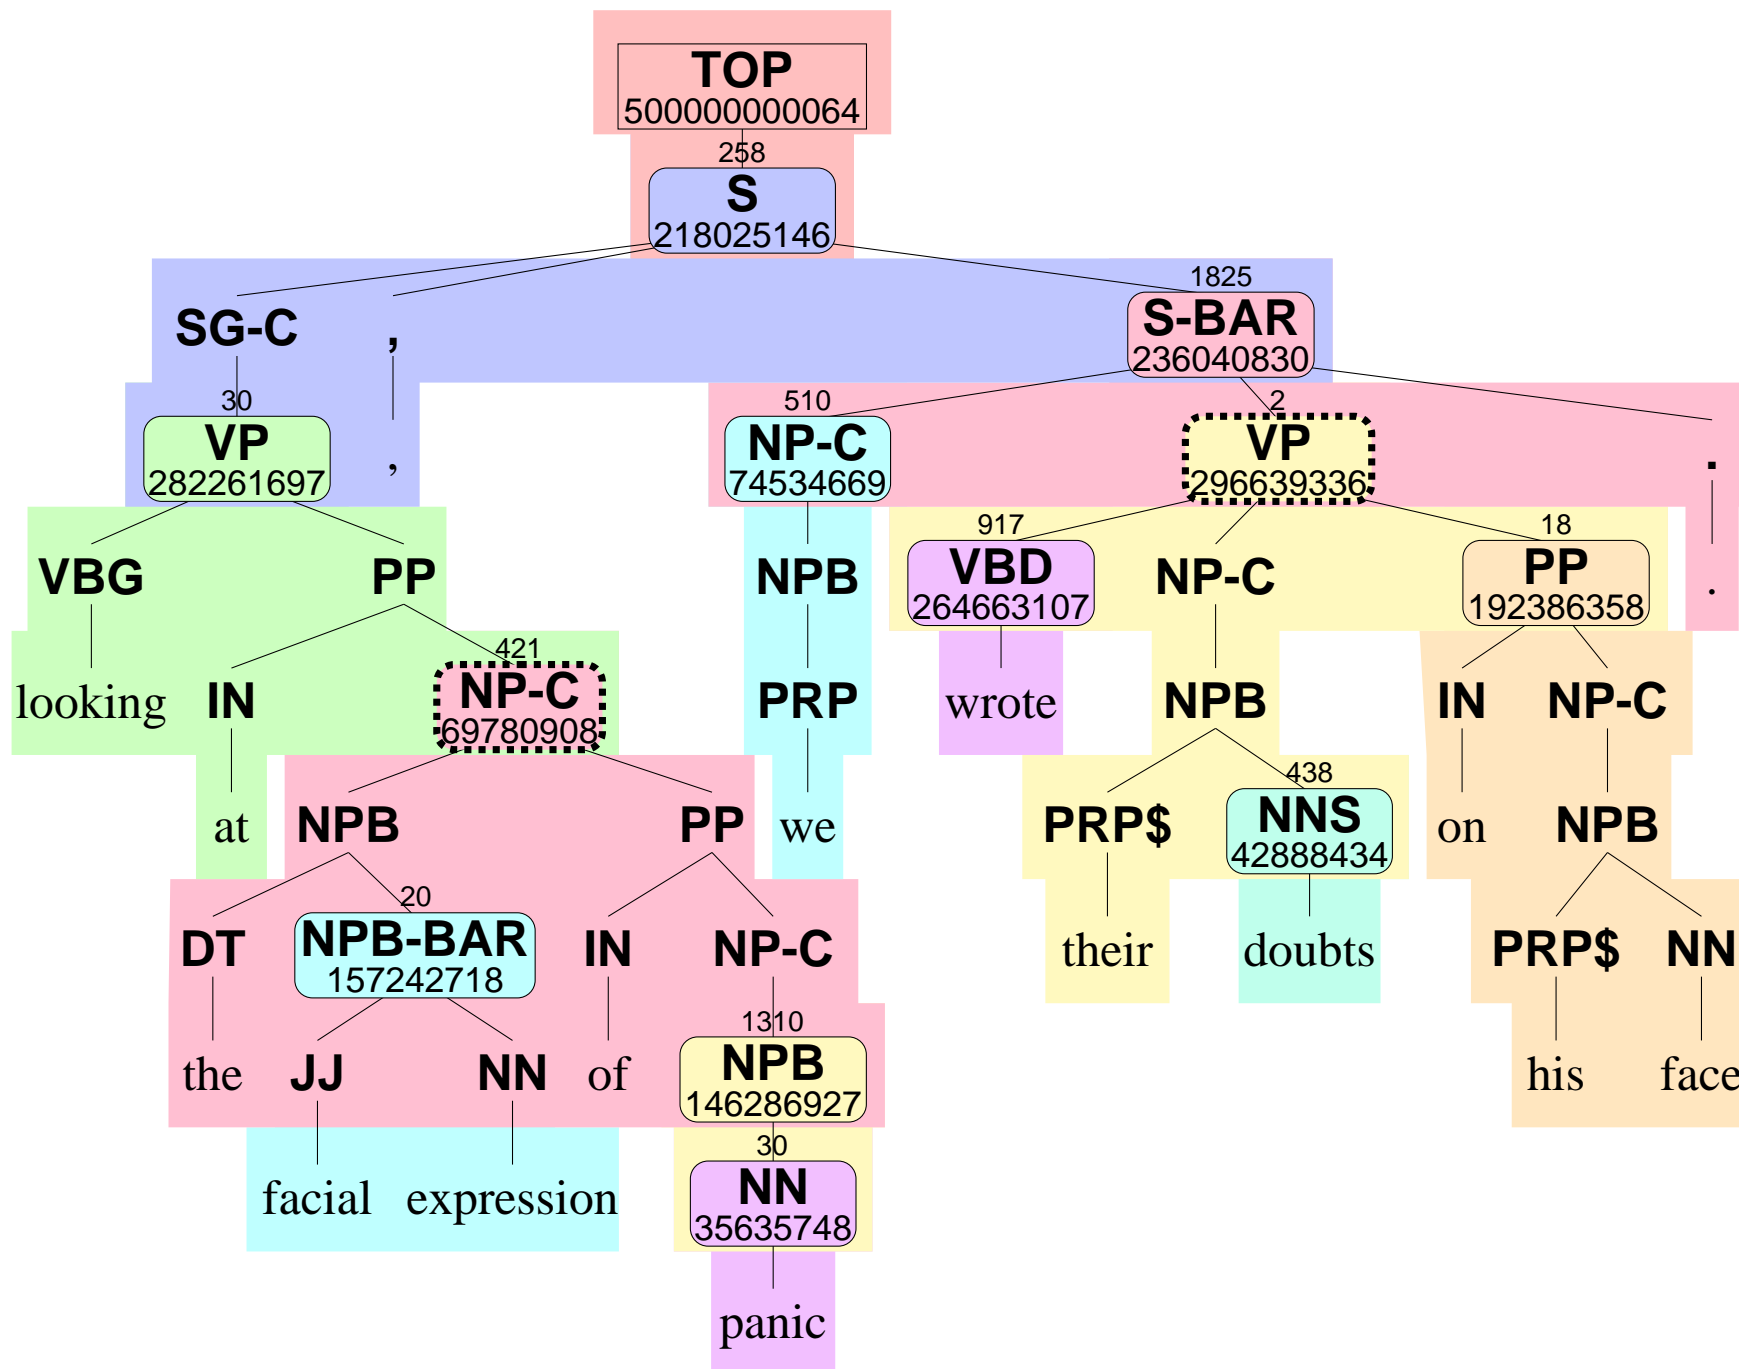 TOP
500000000064
258
S
218025146
1825
SG-C , S-BAR
236040830
30 510 2
VP , NP-C VP .
282261697 74534669 296639336
917 18
VBG PP NPB VBD NP-C PP .
264663107 192386358
421
looking IN NP-C PRP wrote NPB IN NP-C
69780908
438
at NPB PP we PRP$ NNS on NPB
42888434
20
DT NPB-BAR IN NP-C their doubts PRP$ NN
157242718
1310
the JJ NN of NPB his face
146286927
30
facial expression NN
35635748
panic